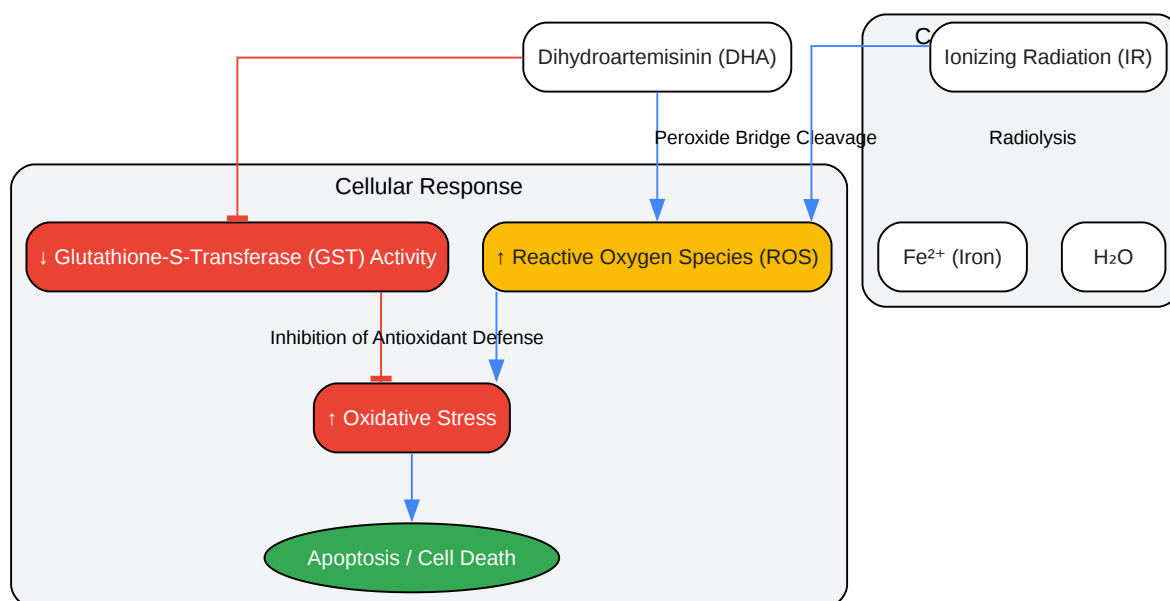 Dihydroartemisinin (DHA)
Ionizing Radiation (IR)
Peroxide Bridge Cleavage
Radiolysis
Cellular Response
↓ Glutathione-S-Transferase (GST) Activity
↑ Reactive Oxygen Species (ROS)
Fe²⁺ (Iron)
H₂O
Inhibition of Antioxidant Defense
↑ Oxidative Stress
Apoptosis / Cell Death